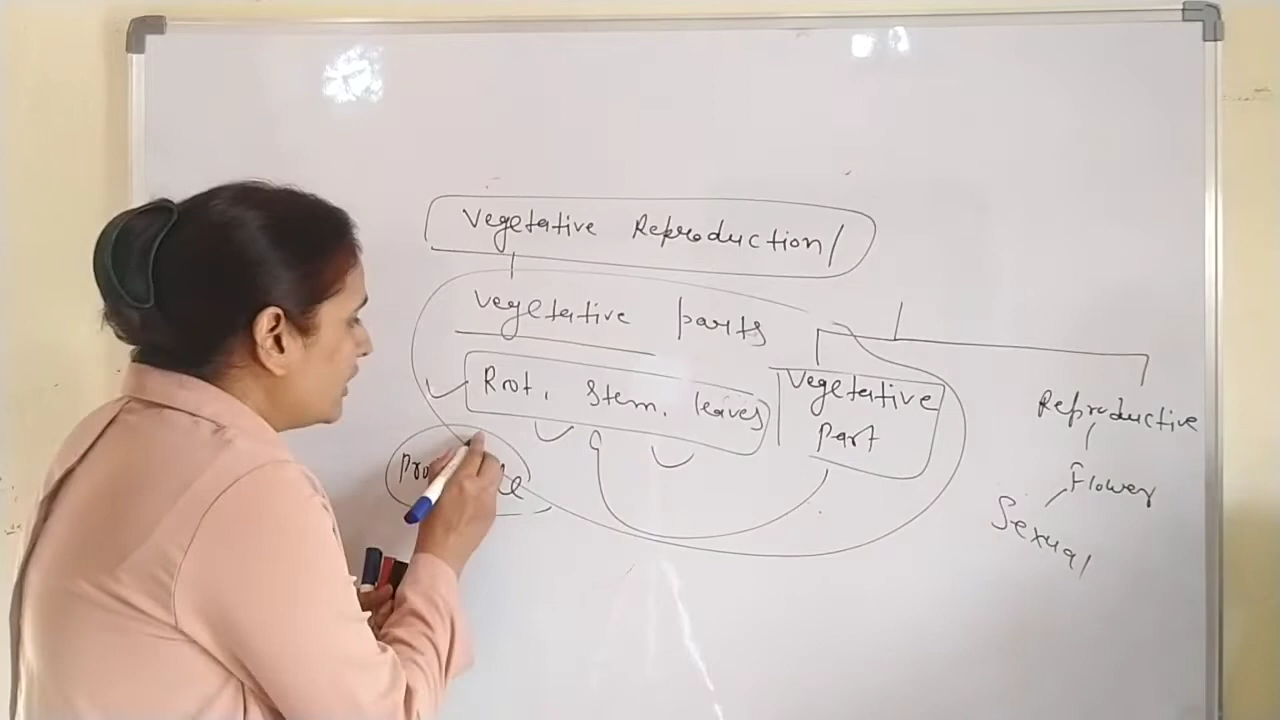 Vegetative Reproduction/
Vegetative parts
Root, Stem, leaves
Vegetative
part
Reproductive
Flower
Sexual